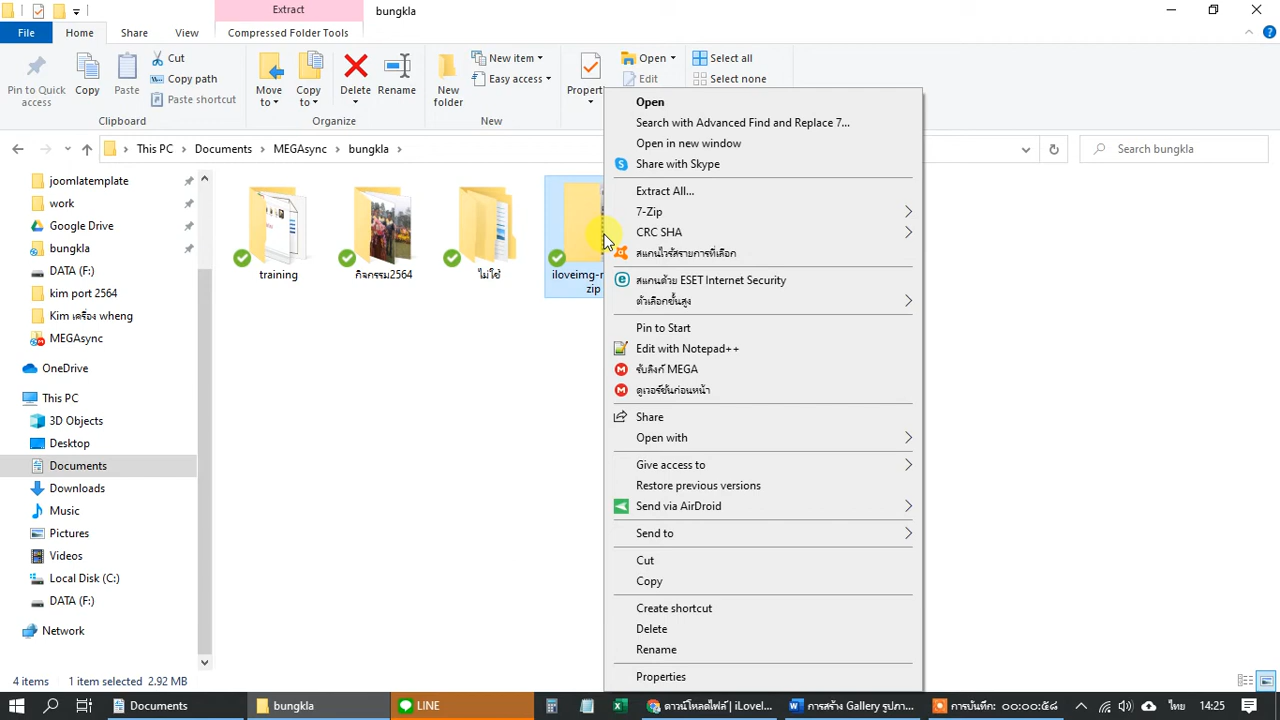 Extract
bungkla
File
Home
Share
View
Compressed Folder Tools
Pin to Quick access
Copy
Paste
Cut
Copy path
Paste shortcut
Clipboard
Move to
Copy to
Delete
Rename
Organize
New folder
New item
Easy access
New
Open
Edit
Select all
Select none
This PC
Documents
MEGAsync
bungkla
Search bungkla
joomlatemplate
work
Google Drive
bungkla
DATA (F:)
kim port 2564
Kim เครื่อง wheng
MEGAsync
OneDrive
This PC
3D Objects
Desktop
Documents
Downloads
Music
Pictures
Videos
Local Disk (C:)
DATA (F:)
Network
training
กิจกรรม2564
ไม่ใช้
zip
Open
Search with Advanced Find and Replace 7...
Open in new window
Share with Skype
Extract All...
7-Zip
CRC SHA
สแกนไวรัสรายการที่เลือก
สแกนด้วย ESET Internet Security
ตัวเลือกขั้นสูง
Pin to Start
Edit with Notepad++
รับลิงก์ MEGA
ดูเวอร์ชันก่อนหน้า
Share
Open with
Give access to
Restore previous versions
Send via AirDroid
Send to
Cut
Copy
Create shortcut
Delete
Rename
Properties
4 items
1 item selected 2.92 MB
Documents
bungkla
LINE
ดาวน์โหลดไฟล์ | iLovel...
การสร้าง Gallery รูปภา...
การบันทึก: ๐๐:๐๐:๕๘
ไทย
14:25